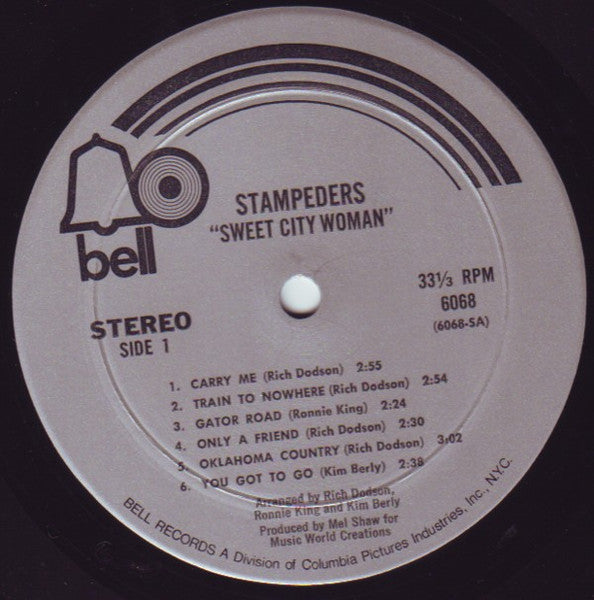 bell
STAMPEDERS
"SWEET CITY WOMAN"
STEREO
SIDE 1
33⅓ RPM
6068
(6068-SA)
1. CARRY ME (Rich Dodson) 2:55
2. TRAIN TO NOWHERE (Rich Dodson) 2:54
3. GATOR ROAD (Ronnie King) 2:24
4. ONLY A FRIEND (Rich Dodson) 2:30
5. OKLAHOMA COUNTRY (Rich Dodson) 3:02
6. YOU GOT TO GO (Kim Berly) 2:38
Arranged by Rich Dodson,
Ronnie King and Kim Berly
Produced by Mel Shaw for
Music World Creations
BELL RECORDS A Division of Columbia Pictures Industries, Inc., N.Y.C.